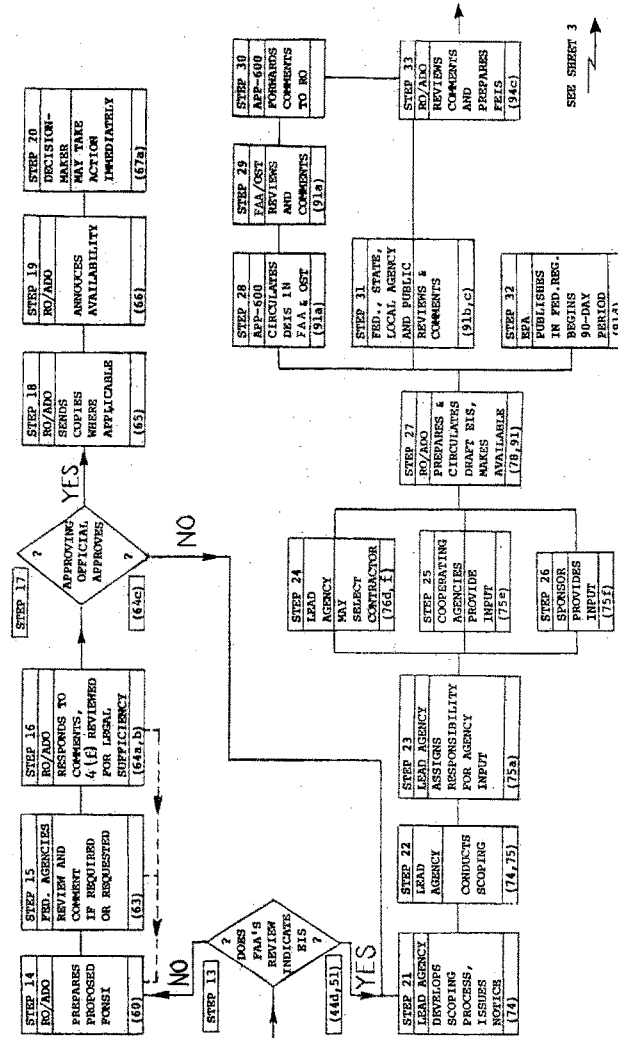 STEP 14
RO/ADO
PREPARES
PROPOSED
FONSI
(60)
STEP 15
FED. AGENCIES
REVIEW AND
COMMENT
IF REQUIRED
OR REQUESTED
(63)
STEP 16
RO/ADO
RESPONDS TO
COMMENTS,
4(f) REVIEWED
FOR LEGAL
SUFFICIENCY
(64a,b)
STEP 17
?
APPROVING
OFFICIAL
APPROVES
?
(64c)
YES
NO
STEP 18
RO/ADO
SENDS
COPIES
WHERE
APPLICABLE
(65)
STEP 19
RO/ADO
ANNOUCES
AVAILABILITY
(66)
STEP 20
DECISION-
MAKER
MAY TAKE
ACTION
IMMEDIATELY
(67a)
STEP 13
?
DOES
FAA'S
REVIEW
INDICATE
EIS
?
(44d,51)
NO
YES
STEP 21
LEAD AGENCY
DEVELOPS
SCOPING
PROCESS,
ISSUES
NOTICE
(74)
STEP 22
LEAD
AGENCY
CONDUCTS
SCOPING
(74,75)
STEP 23
LEAD AGENCY
ASSIGNS
RESPONSIBILITY
FOR AGENCY
INPUT
(75a)
STEP 24
LEAD
AGENCY
MAY
SELECT
CONTRACTOR
(76d,f)
STEP 25
COOPERATING
AGENCIES
PROVIDE
INPUT
(75e)
STEP 26
SPONSOR
PROVIDES
INPUT
(75f)
STEP 27
RO/ADO
PREPARES &
CIRCULATES
DRAFT EIS,
MAKES
AVAILABLE
(78,91)
STEP 28
APP-600
CIRCULATES
DEIS IN
FAA & OST
(91a)
STEP 29
FAA/OST
REVIEWS
AND
COMMENTS
(91a)
STEP 30
APP-600
FORWARDS
COMMENTS
TO RO
STEP 31
FED., STATE,
LOCAL AGENCY
AND PUBLIC
REVIEWS &
COMMENTS
(91b,c)
STEP 32
EPA
PUBLISHES
IN FED.REG.
BEGINS
90-DAY
PERIOD
(91d)
STEP 33
RO/ADO
REVIEWS
COMMENTS
AND
PREPARES
FEIS
(94c)
SEE SHEET 3